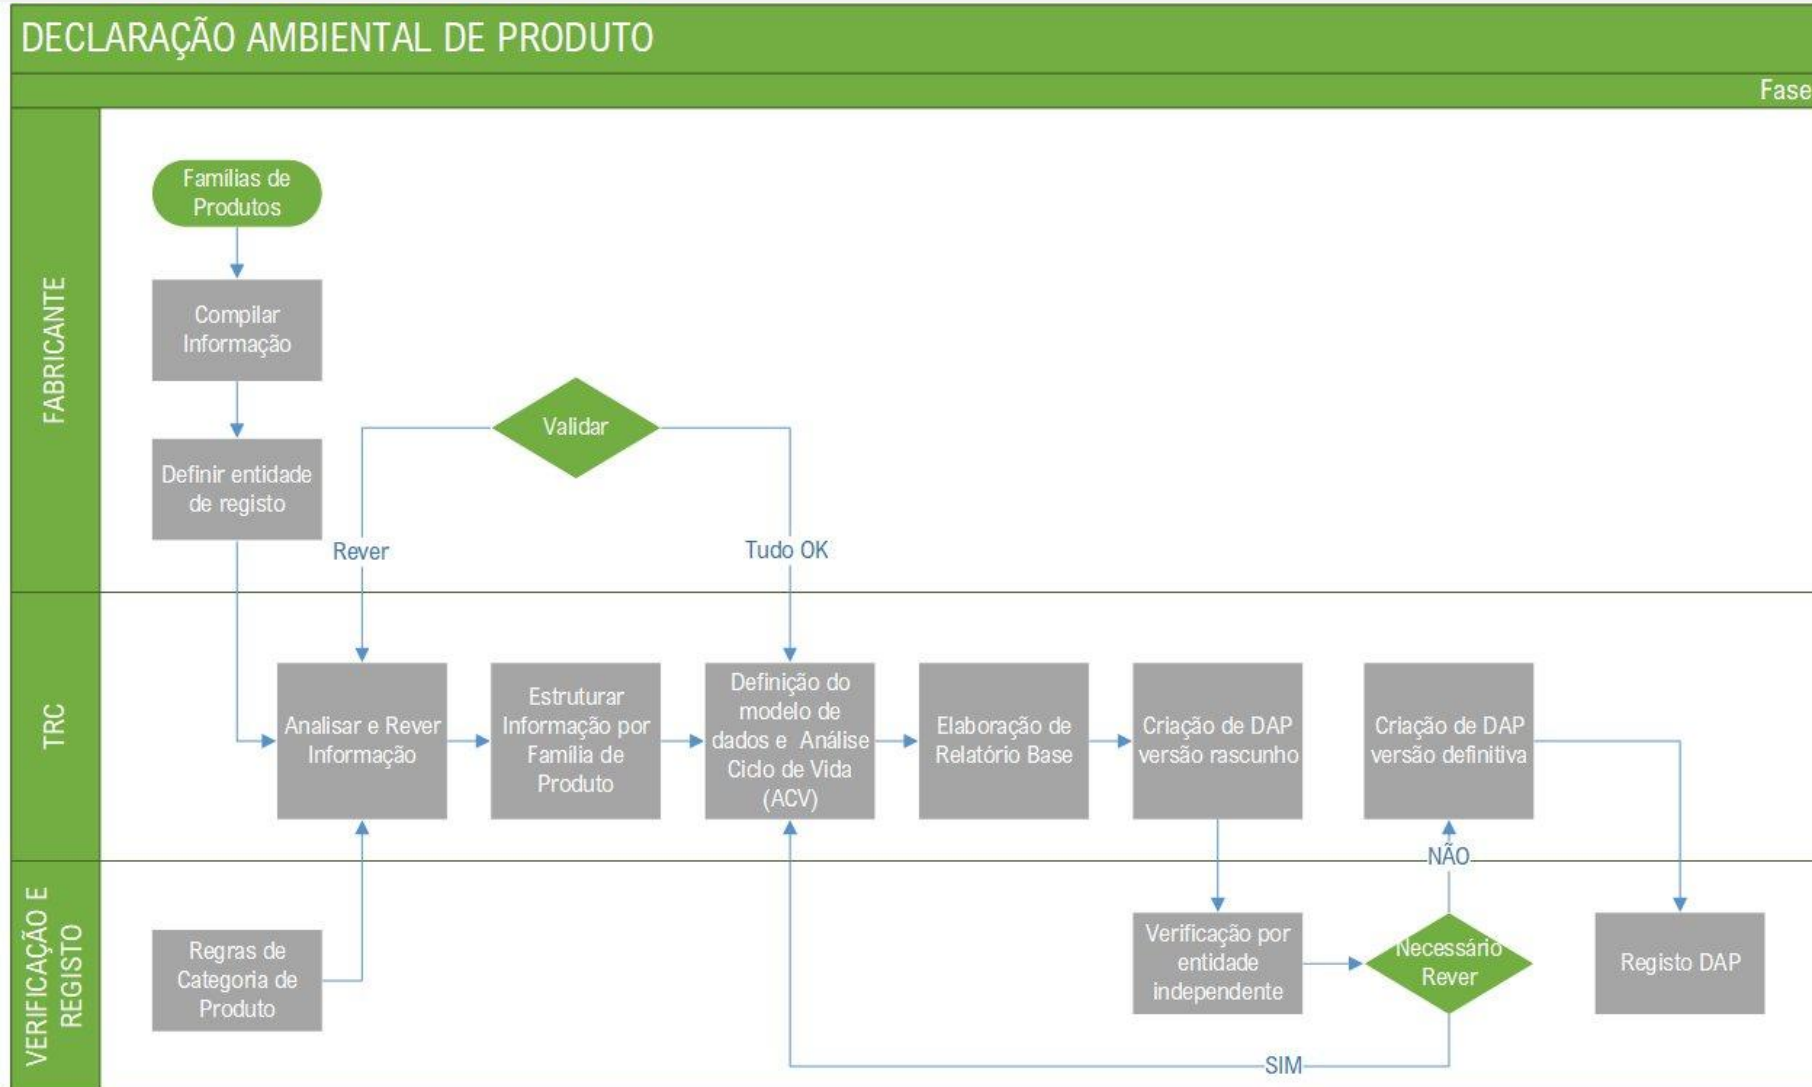 DECLARAÇÃO AMBIENTAL DE PRODUTO
Fase
FABRICANTE
Famílias de
Produtos
Compilar
Informação
Definir entidade
de registo
Validar
Rever
Tudo OK
TRC
Analisar e Rever
Informação
Estruturar
Informação por
Família de
Produto
Definição do
modelo de
dados e Análise
Ciclo de Vida
(ACV)
Elaboração de
Relatório Base
Criação de DAP
versão rascunho
Criação de DAP
versão definitiva
NÃO
VERIFICAÇÃO E
REGISTO
Regras de
Categoria de
Produto
Verificação por
entidade
independente
Necessário
Rever
Registo DAP
SIM